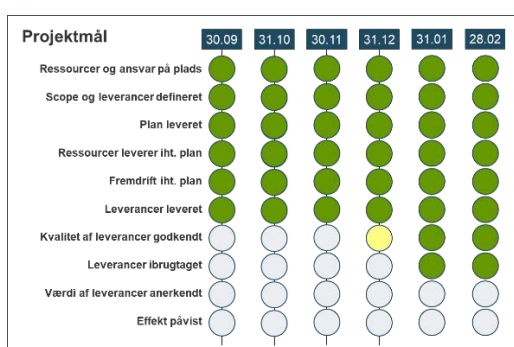 Projektmål 30.09 31.10 30.11 31.12 31.01 28.02
Ressourcer og ansvar på plads
Scope og leverancer defineret
Plan leveret
Ressourcer leverer iht. plan
Fremdrift iht. plan
Leverancer leveret
Kvalitet af leverancer godkendt
Leverancer ibrugtaget
Værdi af leverancer anerkendt
Effekt påvist